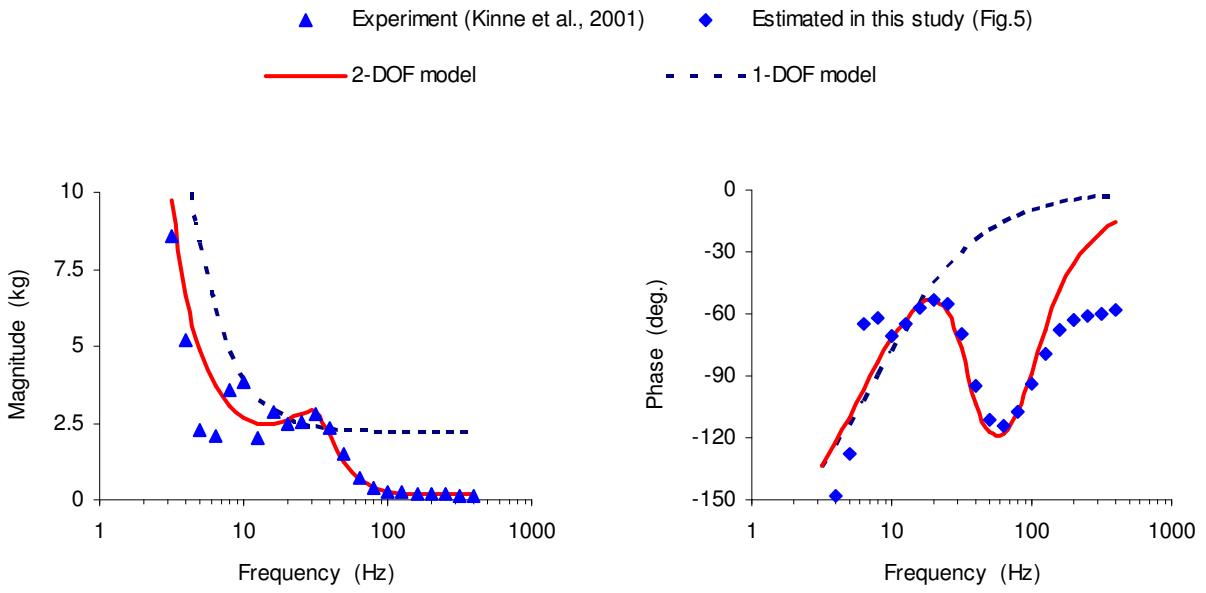 Experiment (Kinne et al., 2001)
Estimated in this study (Fig.5)
2-DOF model
1-DOF model
Magnitude (kg)
10
7.5
5
2.5
0
1
10
100
1000
Frequency (Hz)
Phase (deg.)
0
-30
-60
-90
-120
-150
1
10
100
1000
Frequency (Hz)